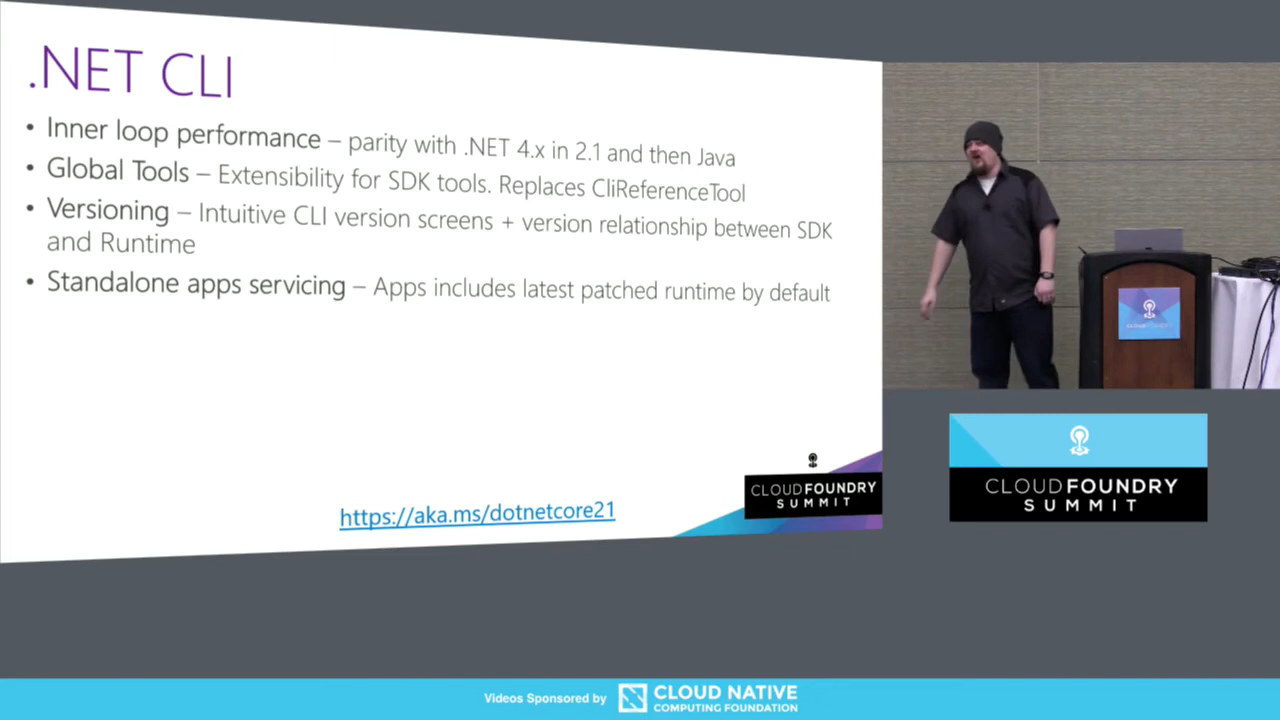 .NET CLI
• Inner loop performance – parity with .NET 4.x in 2.1 and then Java
• Global Tools – Extensibility for SDK tools. Replaces CliReferenceTool
• Versioning – Intuitive CLI version screens + version relationship between SDK
and Runtime
• Standalone apps servicing – Apps includes latest patched runtime by default
https://aka.ms/dotnetcore21
CLOUDFOUNDRY
SUMMIT
CLOUDFOUNDRY
SUMMIT
Videos Sponsored by
CLOUD NATIVE
COMPUTING FOUNDATION